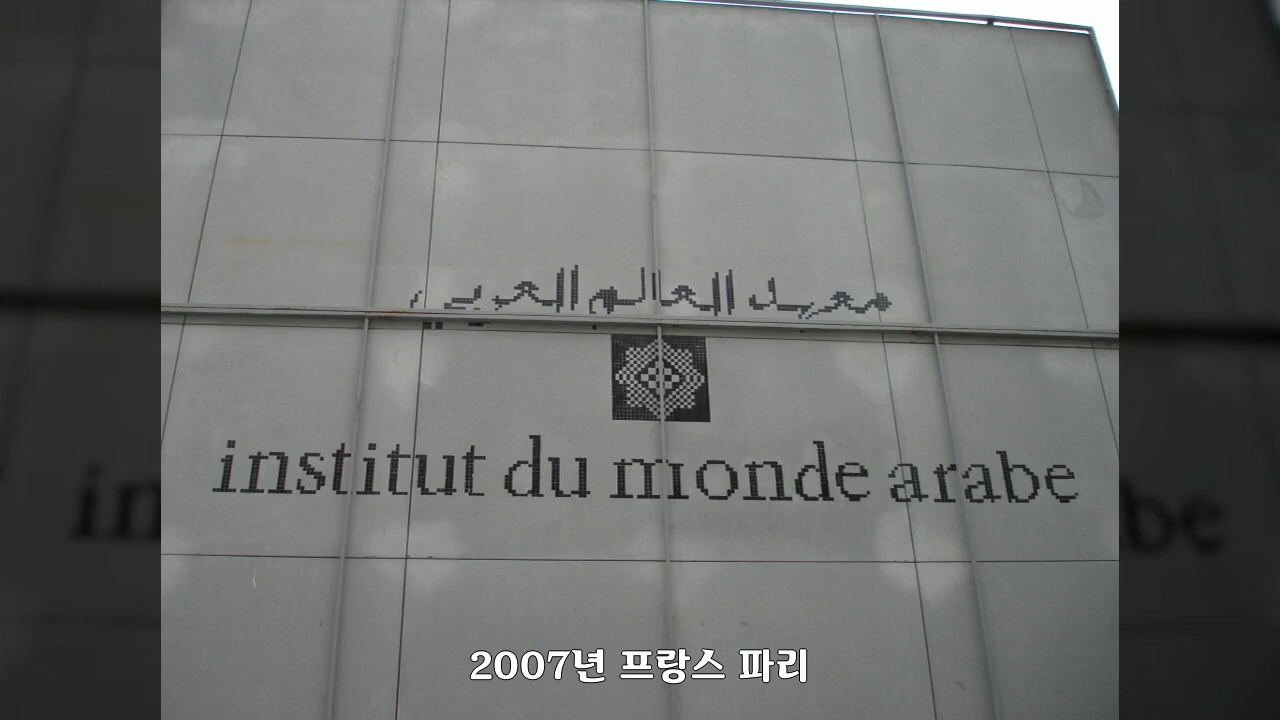 معهد العالم العربي
institut du monde arabe
2007년 프랑스 파리